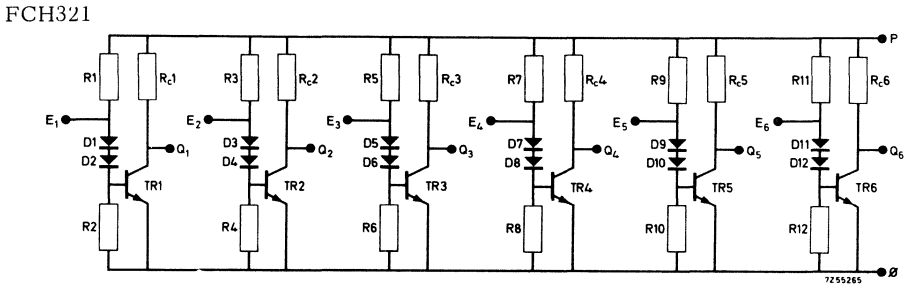 FCH321
P
R1 Rc1 R3 Rc2 R5 Rc3 R7 Rc4 R9 Rc5 R11 Rc6
E1 E2 E3 E4 E5 E6
D1 Q1 D3 Q2 D5 Q3 D7 Q4 D9 Q5 D11 Q6
D2 D4 D6 D8 D10 D12
TR1 TR2 TR3 TR4 TR5 TR6
R2 R4 R6 R8 R10 R12
Ø
7Z55265